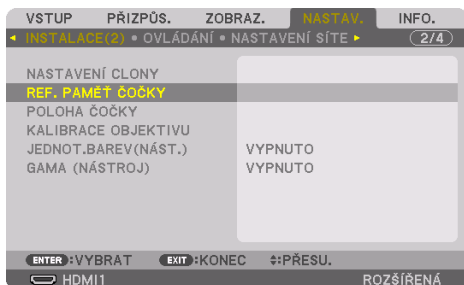 VSTUP PŘIZPŮS. ZOBRAZ. NASTAV. INFO.
INSTALACE(2) • OVLÁDÁNÍ • NASTAVENÍ SÍTE 2/4
NASTAVENÍ CLONY
REF. PAMĚŤ ČOČKY
POLOHA ČOČKY
KALIBRACE OBJEKTIVU
JEDNOT.BAREV(NÁST.) VYPNUTO
GAMA (NÁSTROJ) VYPNUTO
ENTER :VYBRAT EXIT :KONEC :PŘESU.
HDMI1 ROZŠÍŘENÁ